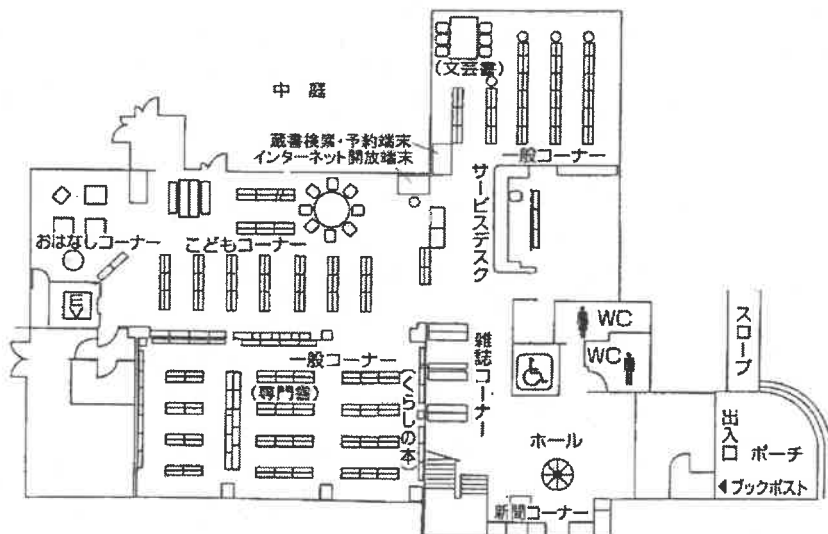 (文芸書)
中庭
蔵書検索・予約端末
インターネット開放端末
一般コーナー
サービスデスク
おはなしコーナー
こどもコーナー
EV
一般コーナー
(専門書)
(くらしの本)
雑誌コーナー
WC
WC
スロープ
ホール
出入口
ポーチ
◀ブックポスト
新聞コーナー